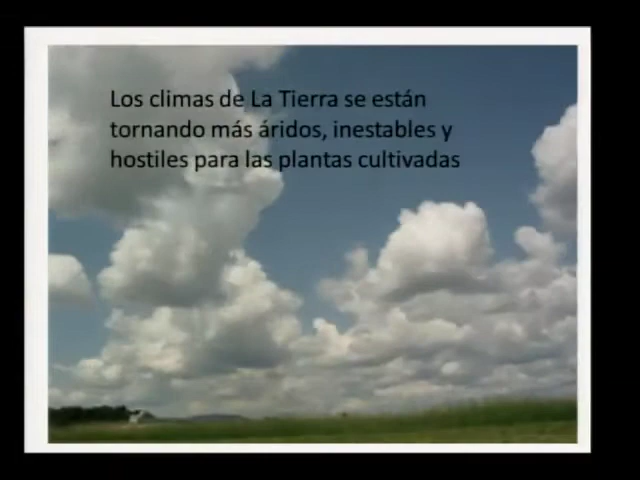 Los climas de La Tierra se están
tornando más áridos, inestables y
hostiles para las plantas cultivadas